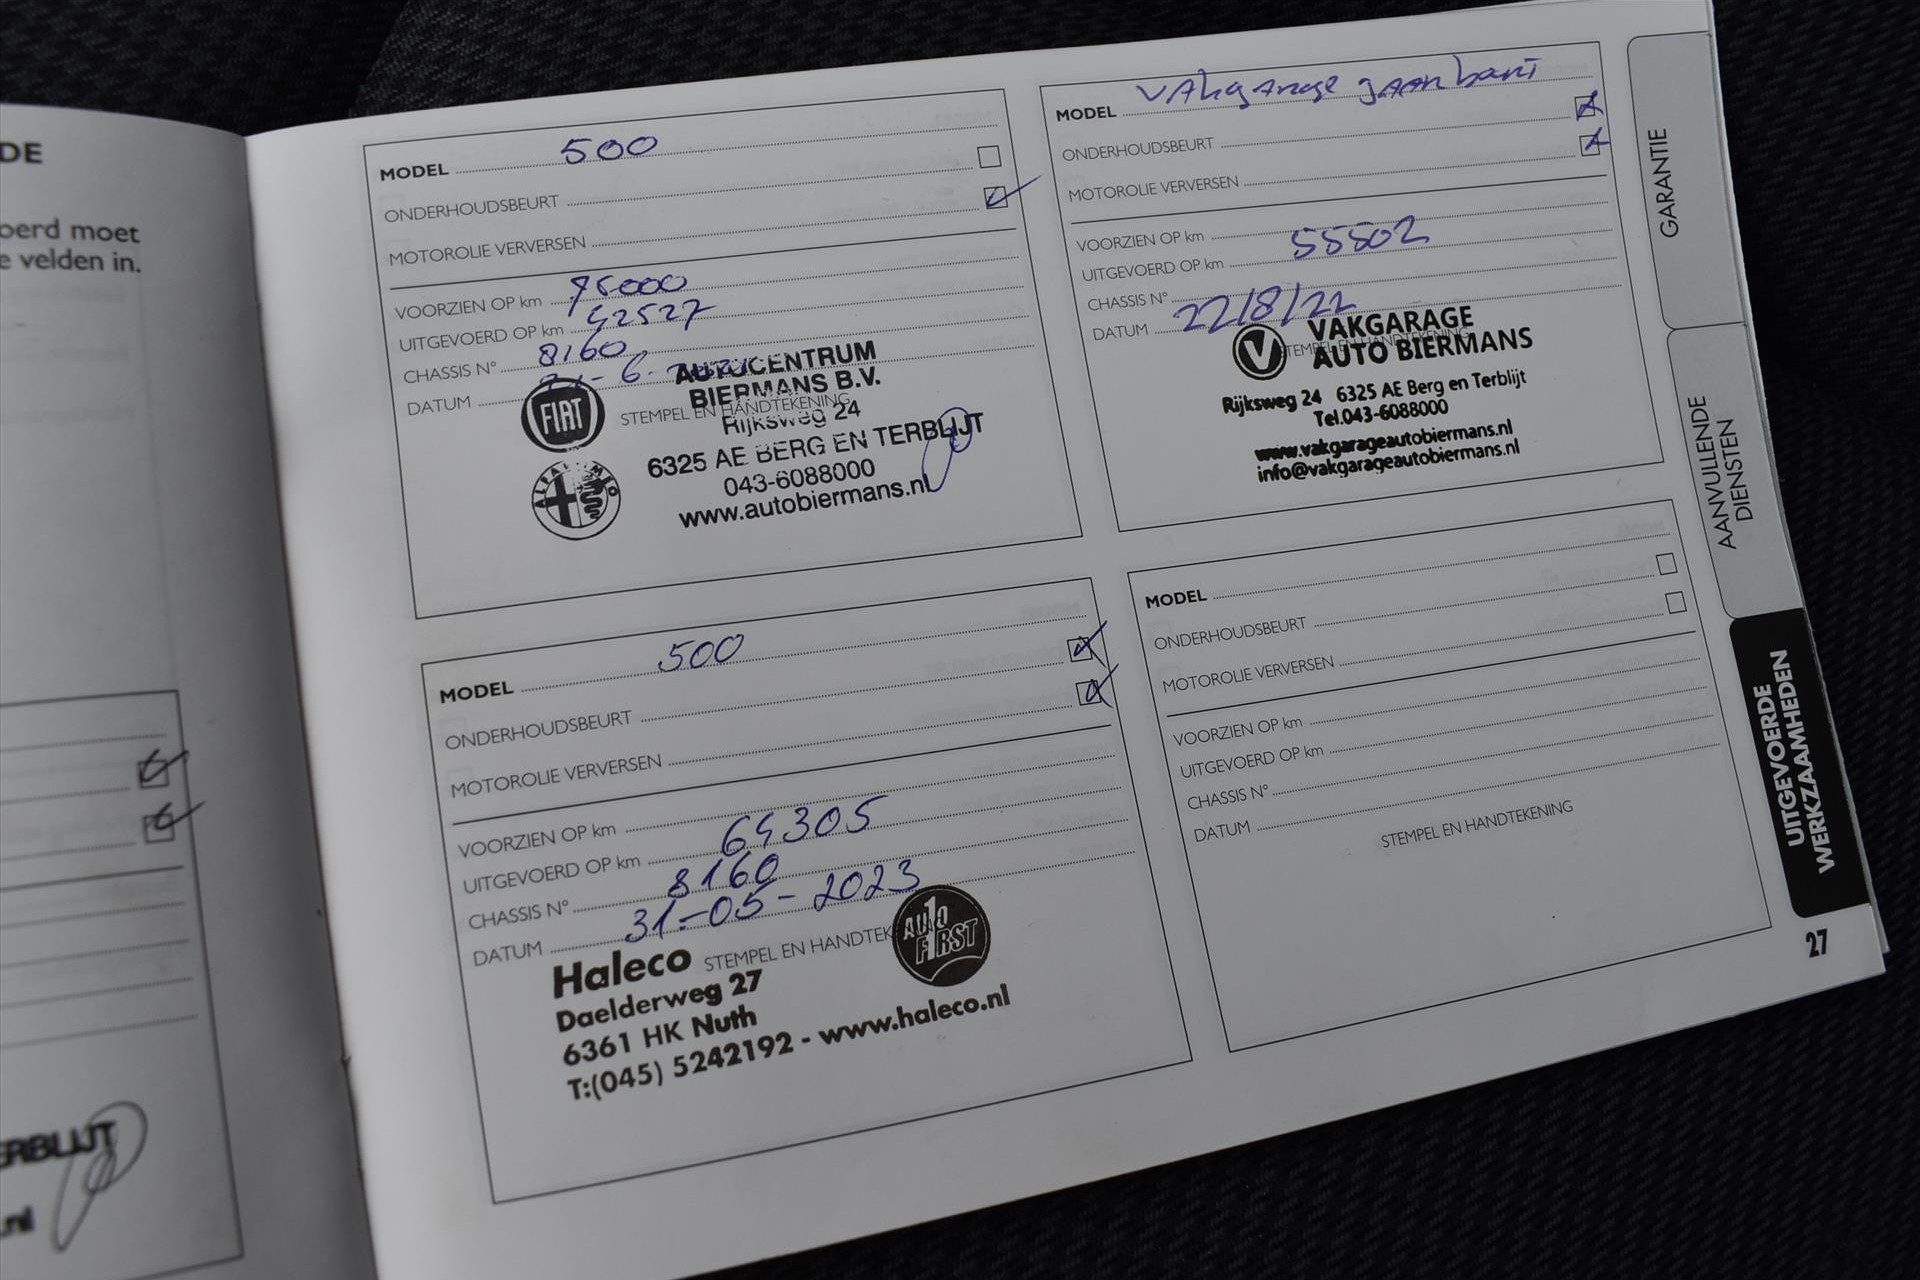 DE
oerd moet
e velden in.
ERBLIJT
.nl
MODEL 500
ONDERHOUDSBEURT
MOTOROLIE VERVERSEN
VOORZIEN OP km 75000
UITGEVOERD OP km 42527
CHASSIS N° 8160
DATUM
STEMPEL EN HANDTEKENING
FIAT
ALFA ROMEO
AUTOCENTRUM
BIERMANS B.V.
Rijksweg 24
6325 AE BERG EN TERBLIJT
043-6088000
www.autobiermans.nl
MODEL Vakgarage
ONDERHOUDSBEURT
MOTOROLIE VERVERSEN
VOORZIEN OP km
UITGEVOERD OP km 55502
CHASSIS N°
DATUM 22/8/22
STEMPEL EN HANDTEKENING
V VAKGARAGE
AUTO BIERMANS
Rijksweg 24 6325 AE Berg en Terblijt
Tel.043-6088000
www.vakgarageautobiermans.nl
info@vakgarageautobiermans.nl
MODEL 500
ONDERHOUDSBEURT
MOTOROLIE VERVERSEN
VOORZIEN OP km
UITGEVOERD OP km 64305
CHASSIS N° 8160
DATUM 31-05-2023
STEMPEL EN HANDTEK
AUTO
F1RST
Haleco
Daelderweg 27
6361 HK Nuth
T:(045) 5242192 - www.haleco.nl
MODEL
ONDERHOUDSBEURT
MOTOROLIE VERVERSEN
VOORZIEN OP km
UITGEVOERD OP km
CHASSIS N°
DATUM
STEMPEL EN HANDTEKENING
GARANTIE
AANVULLENDE
DIENSTEN
UITGEVOERDE
WERKZAAMHEDEN
27